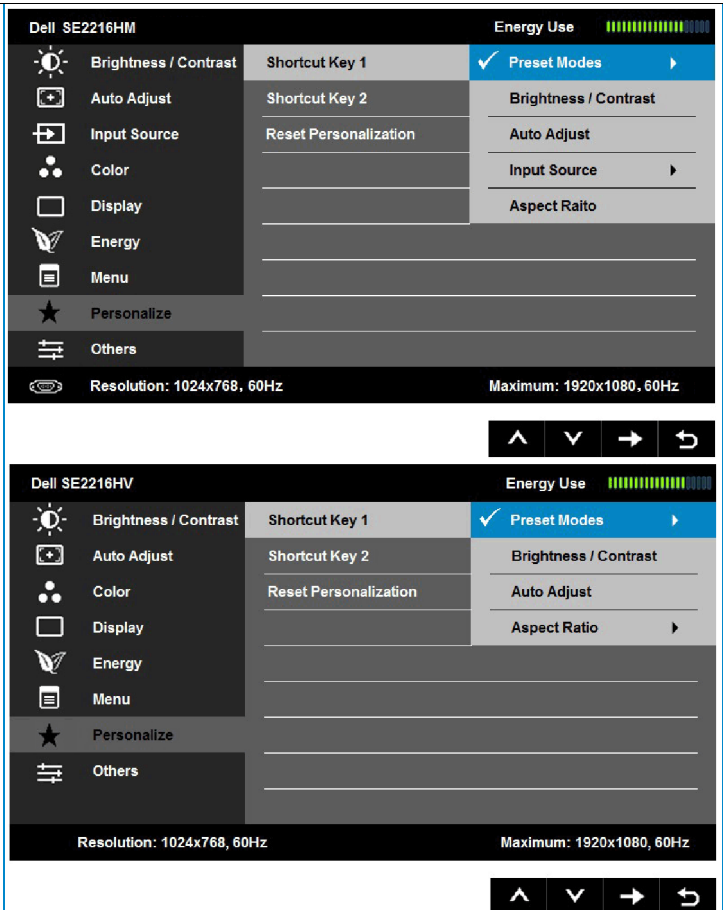 Dell SE2216HM Energy Use
Brightness / Contrast Shortcut Key 1 Preset Modes
Auto Adjust Shortcut Key 2 Brightness / Contrast
Input Source Reset Personalization Auto Adjust
Color Input Source
Display Aspect Raito
Energy
Menu
Personalize
Others
Resolution: 1024x768, 60Hz Maximum: 1920x1080, 60Hz
Dell SE2216HV Energy Use
Brightness / Contrast Shortcut Key 1 Preset Modes
Auto Adjust Shortcut Key 2 Brightness / Contrast
Color Reset Personalization Auto Adjust
Display Aspect Ratio
Energy
Menu
Personalize
Others
Resolution: 1024x768, 60Hz Maximum: 1920x1080, 60Hz